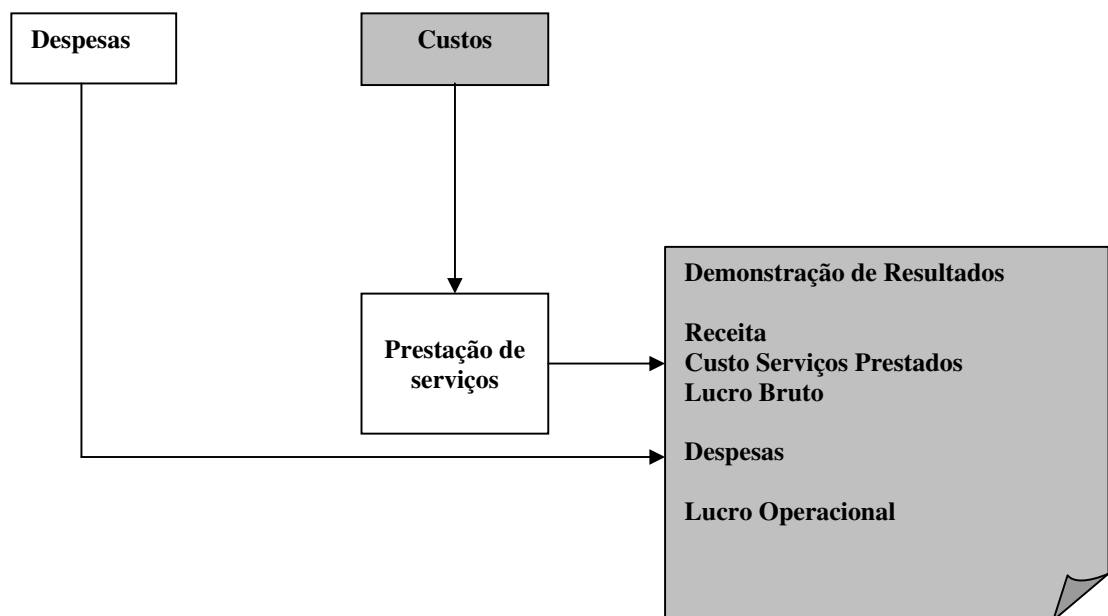 Despesas
Custos
Prestação de
serviços
Demonstração de Resultados
Receita
Custo Serviços Prestados
Lucro Bruto
Despesas
Lucro Operacional